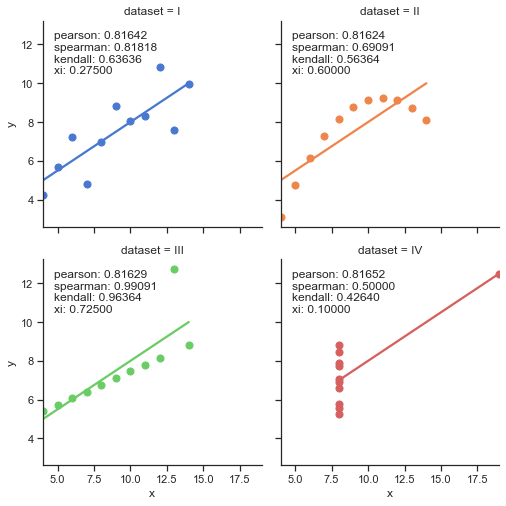 dataset = I
pearson: 0.81642
spearman: 0.81818
kendall: 0.63636
xi: 0.27500
12
10
8
6
4
y
dataset = II
pearson: 0.81624
spearman: 0.69091
kendall: 0.56364
xi: 0.60000
dataset = III
pearson: 0.81629
spearman: 0.99091
kendall: 0.96364
xi: 0.72500
12
10
8
6
4
y
5.0 7.5 10.0 12.5 15.0 17.5
x
dataset = IV
pearson: 0.81652
spearman: 0.50000
kendall: 0.42640
xi: 0.10000
5.0 7.5 10.0 12.5 15.0 17.5
x